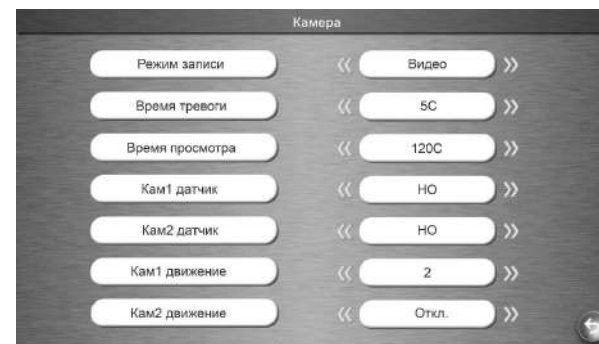 Камера
Режим записи « Видео »
Время тревоги « 5С »
Время просмотра « 120С »
Кам1 датчик « НО »
Кам2 датчик « НО »
Кам1 движение « 2 »
Кам2 движение « Откл. »